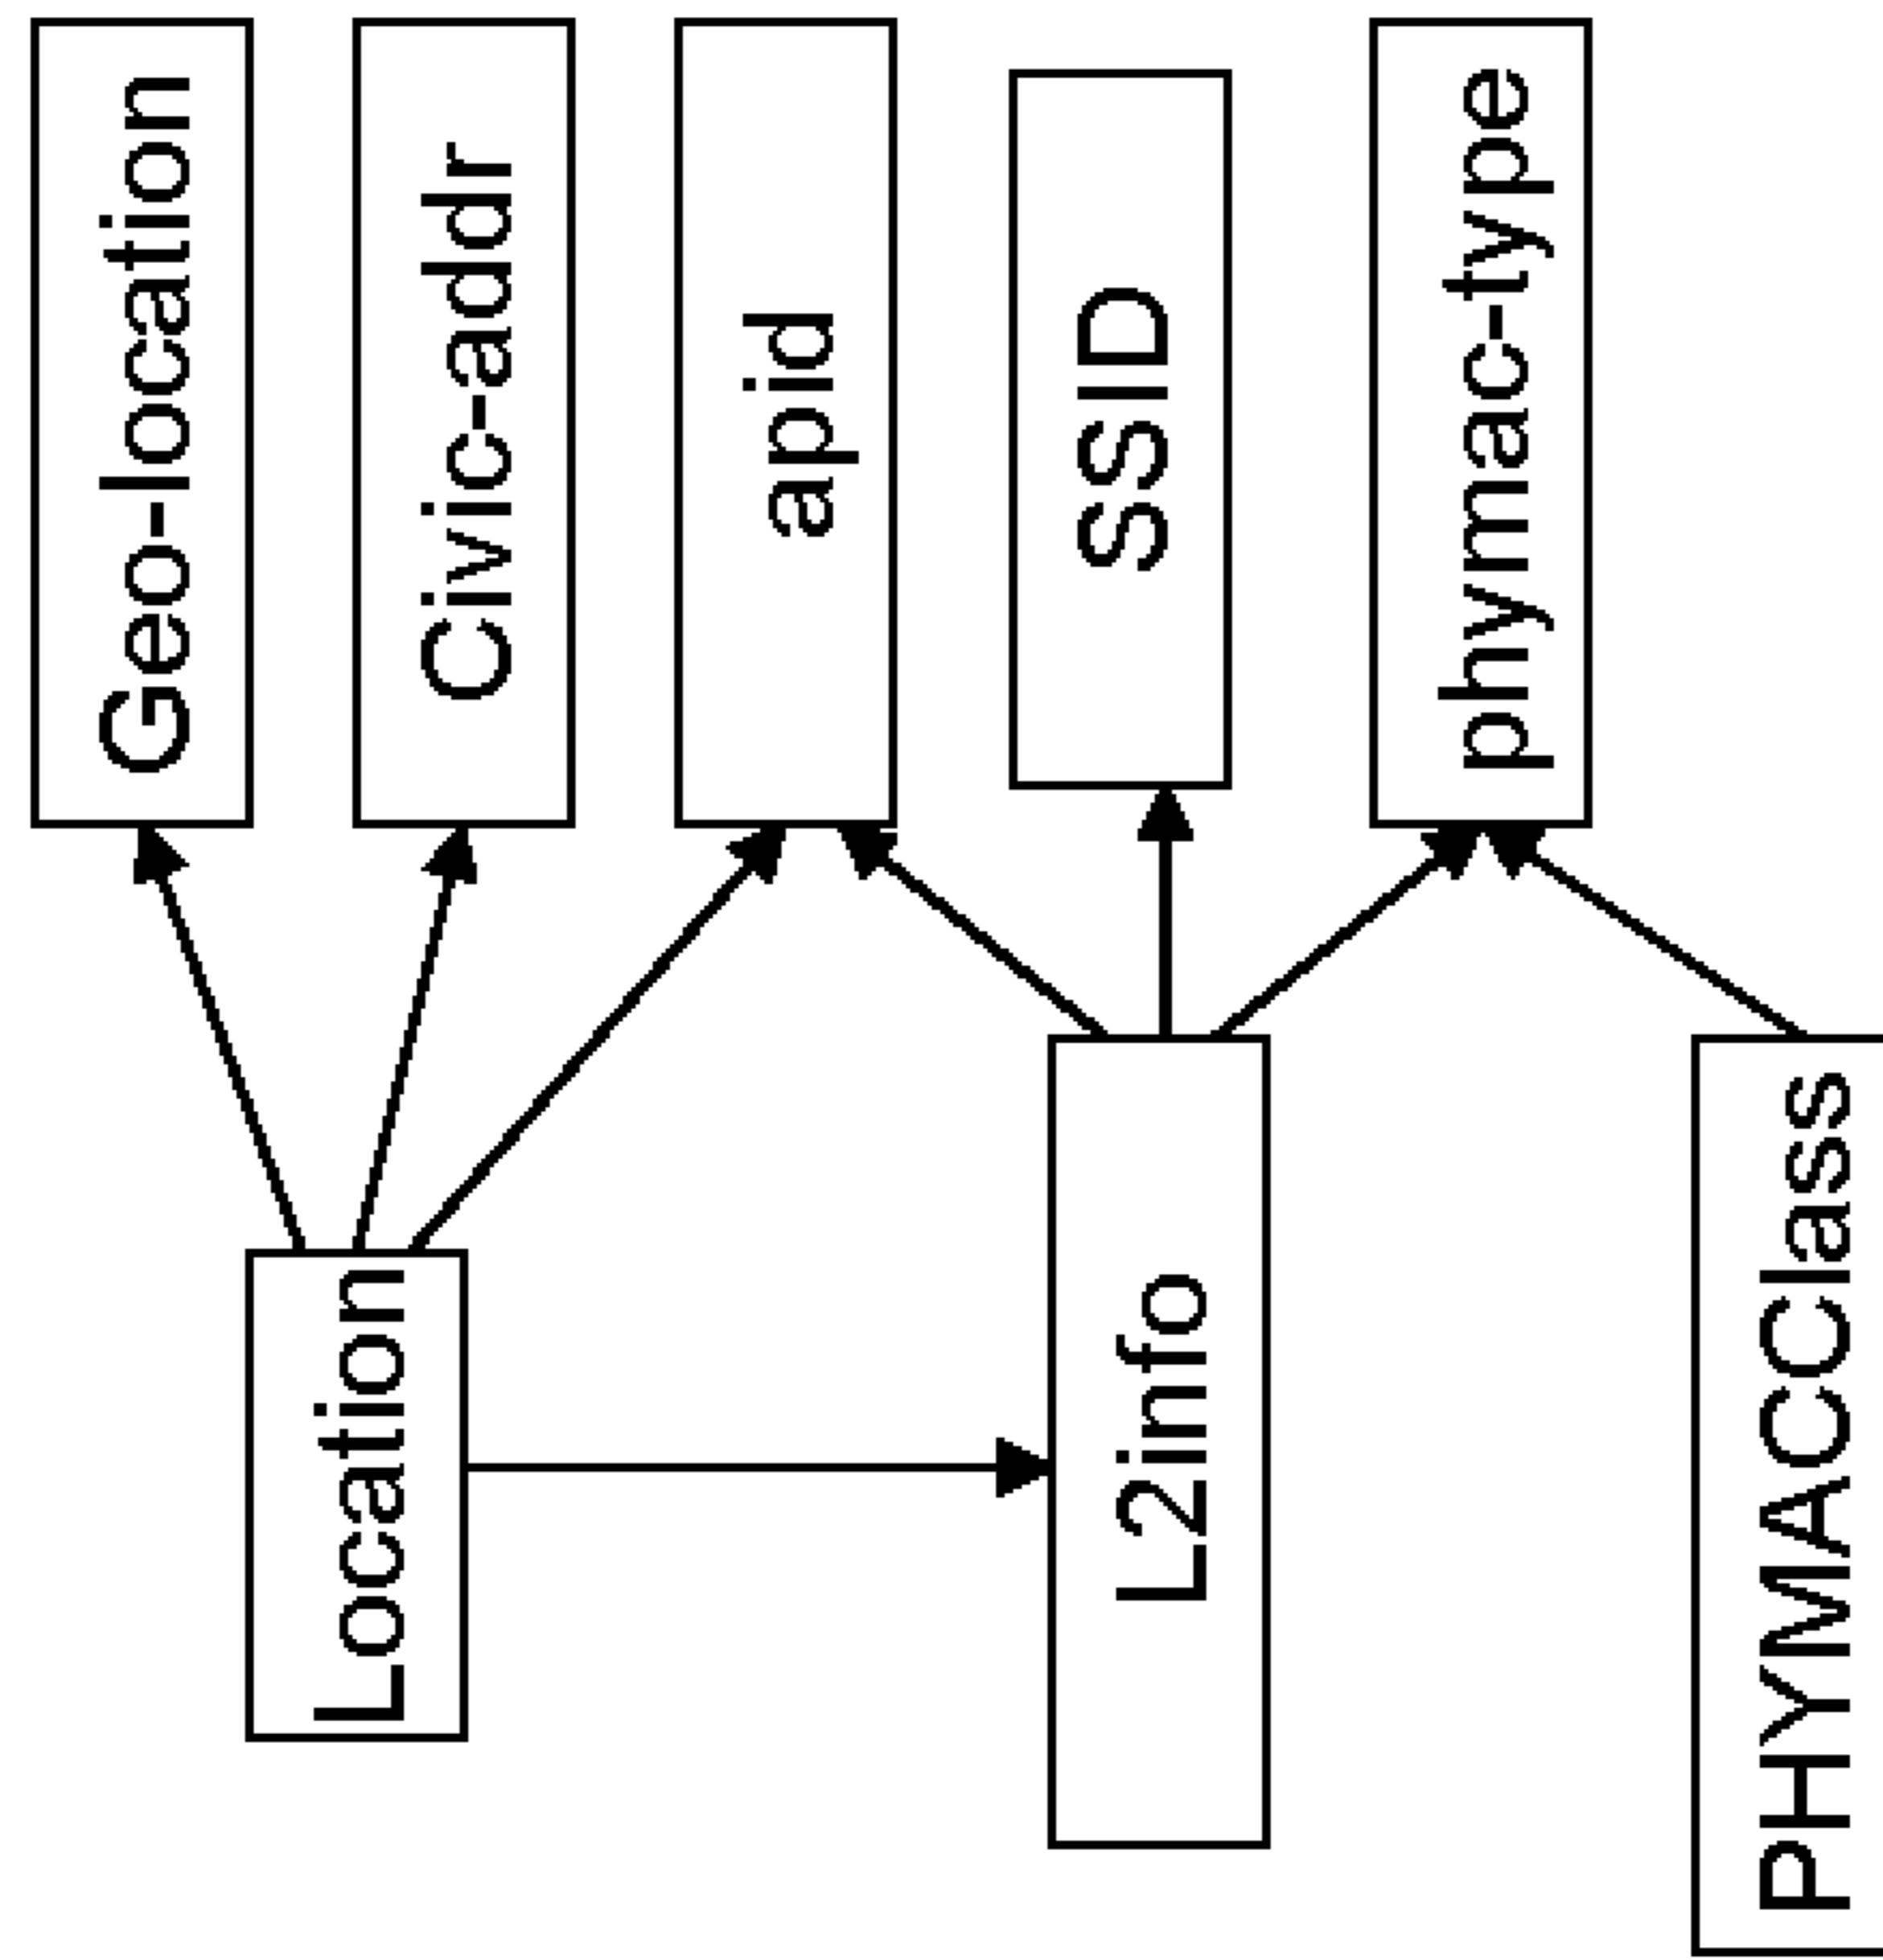 Geo-location
Civic-addr
apid
SSID
phymac-type
Location
L2info
PHYMACClass